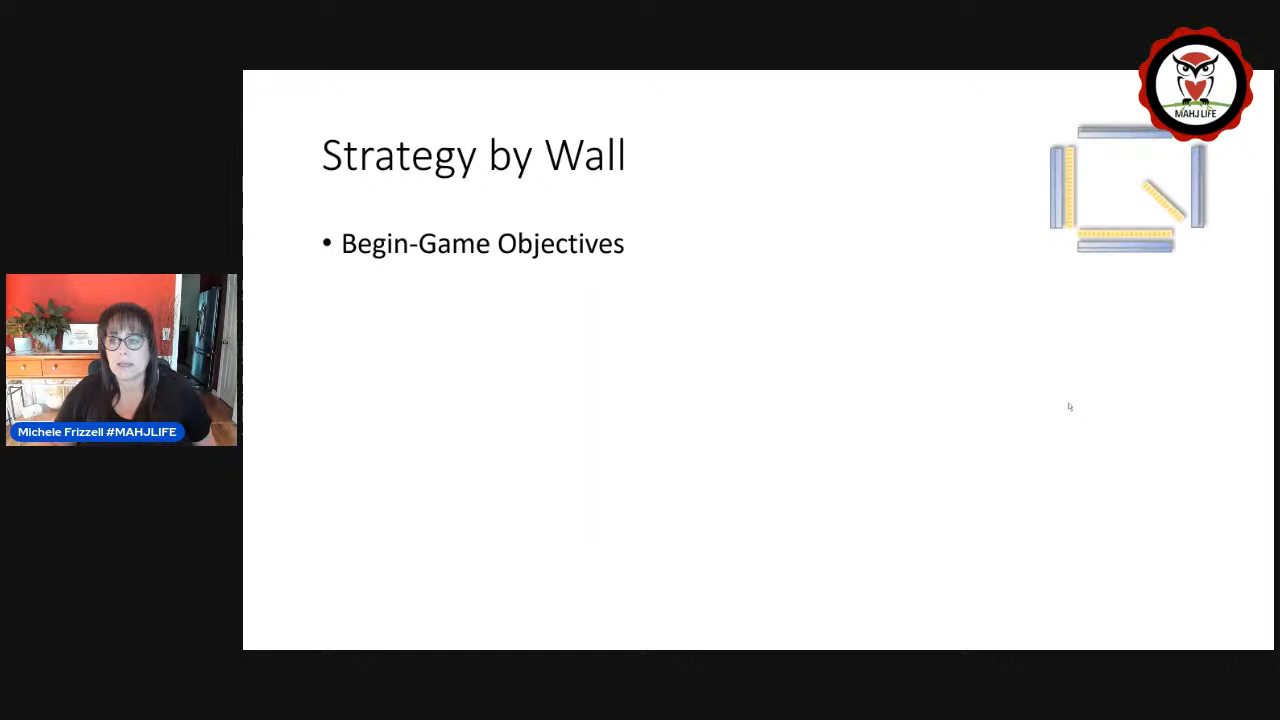 MAHJ LIFE
Strategy by Wall
• Begin-Game Objectives
Michele Frizzell #MAHJLIFE